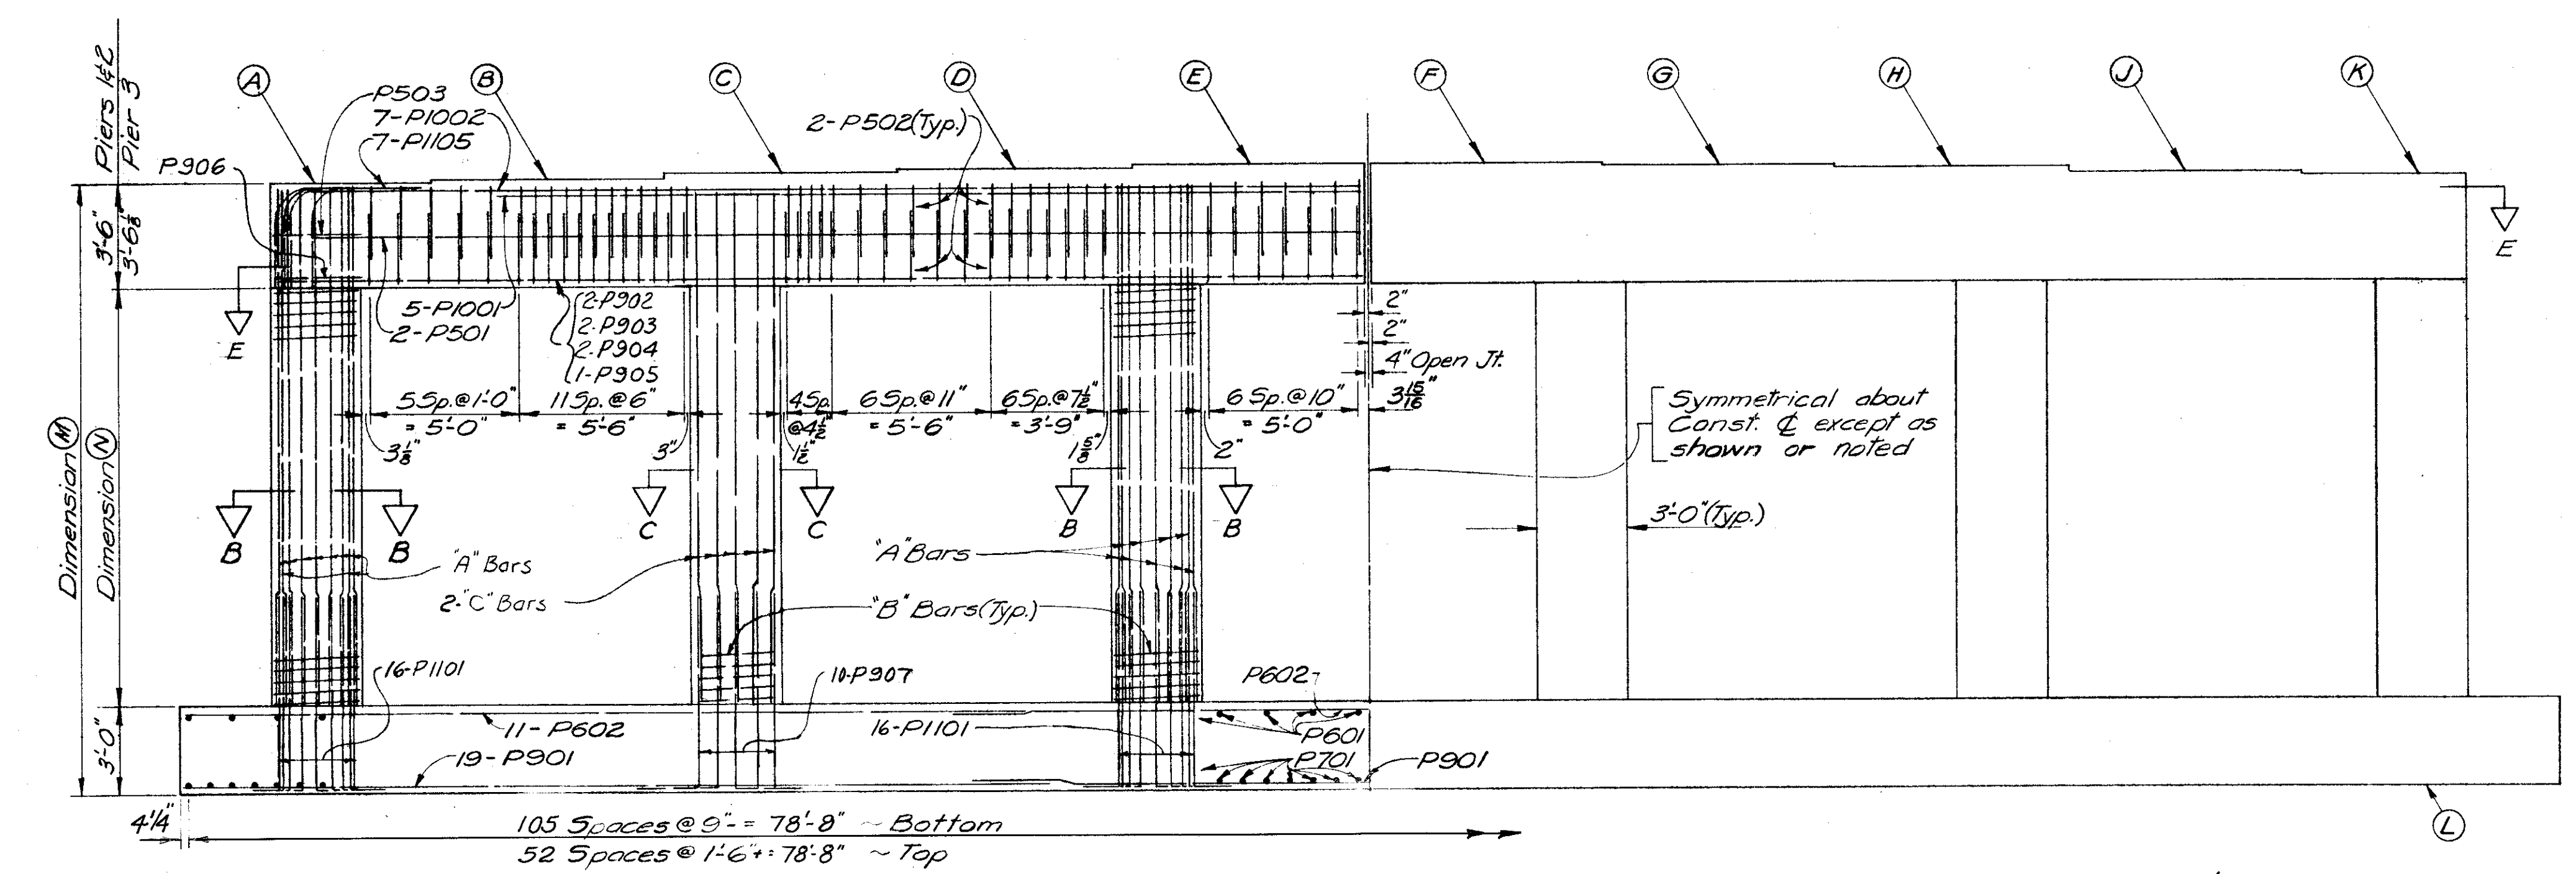 Piers 1&2
Pier 3
A
B
C
D
E
F
G
H
J
K
P503
7-P1002
7-P1105
2-P502(Typ.)
P906
3'-6"
3'-6⅛"
E
E
5-P1001
2-P501
2-P902
2-P903
2-P904
1-P905
2"
2"
4" Open Jt.
3 15/16"
5 Sp.@1'-0"
= 5'-0"
11 Sp.@6"
= 5'-6"
4 Sp.
@4½"
6 Sp.@11"
= 5'-6"
6 Sp.@7½"
= 3'-9"
6 Sp.@10"
= 5'-0"
3⅛"
3"
1½"
1⅝"
2"
Symmetrical about
Const. ℄ except as
shown or noted
Dimension M
Dimension N
B
B
C
C
B
B
3'-0"(Typ.)
"A" Bars
2-"C" Bars
"A" Bars
"B" Bars(Typ.)
16-P1101
10-P907
P602
11-P602
16-P1101
P601
19-P901
P701
P901
3'-0"
4¼"
105 Spaces @ 9"- = 78'-8" ~ Bottom
52 Spaces @ 1'-6"+ = 78'-8" ~ Top
L